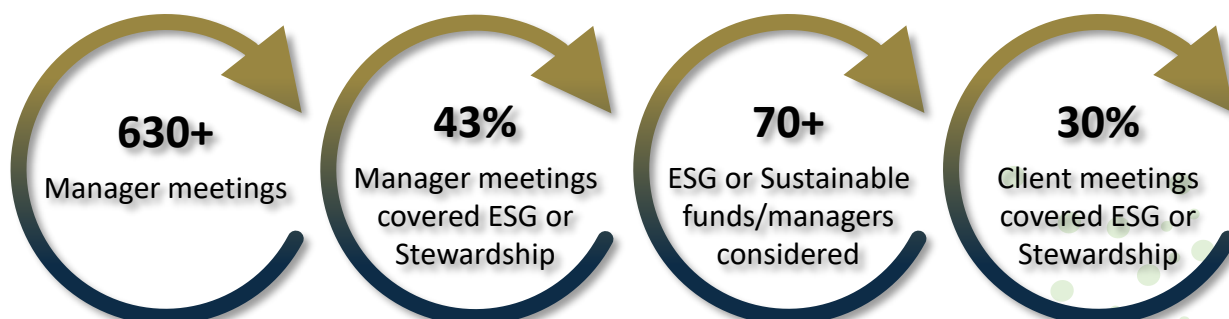 630+
Manager meetings
43%
Manager meetings
covered ESG or
Stewardship
70+
ESG or Sustainable
funds/managers
considered
30%
Client meetings
covered ESG or
Stewardship